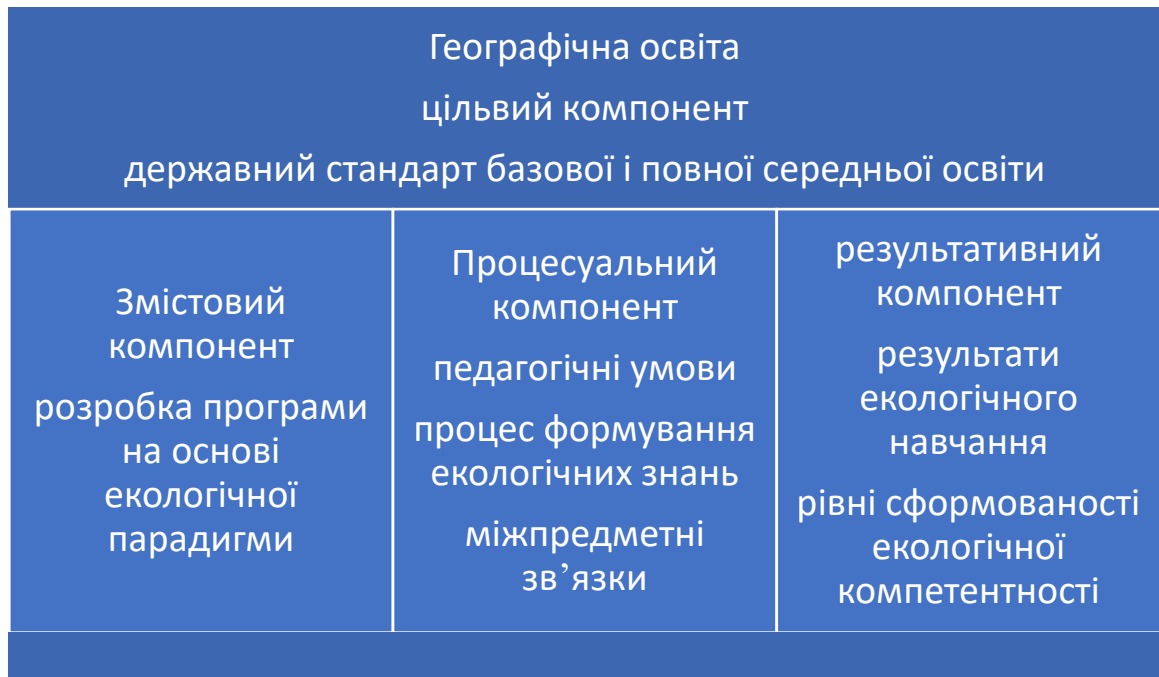 Географічна освіта
цільвий компонент
державний стандарт базової і повної середньої освіти
Змістовий
компонент
розробка програми
на основі
екологічної
парадигми
Процесуальний
компонент
педагогічні умови
процес формування
екологічних знань
міжпредметні
зв’язки
результативний
компонент
результати
екологічного
навчання
рівні сформованості
екологічної
компетентності